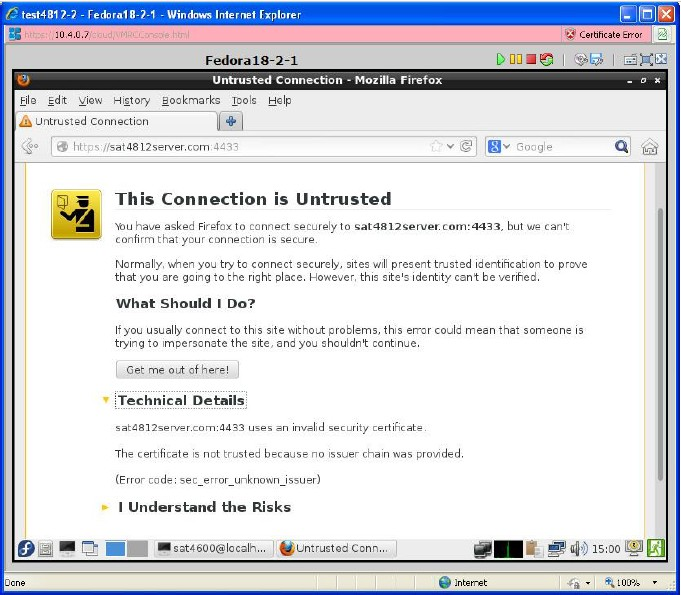 test4812-2 - Fedora18-2-1 - Windows Internet Explorer
https://10.4.0.7/cloud/VMRCConsole.html
Certificate Error
Fedora18-2-1
Untrusted Connection - Mozilla Firefox
File Edit View History Bookmarks Tools Help
Untrusted Connection
https://sat4812server.com:4433
Google
This Connection is Untrusted
You have asked Firefox to connect securely to sat4812server.com:4433, but we can't
confirm that your connection is secure.
Normally, when you try to connect securely, sites will present trusted identification to prove
that you are going to the right place. However, this site's identity can't be verified.
What Should I Do?
If you usually connect to this site without problems, this error could mean that someone is
trying to impersonate the site, and you shouldn't continue.
Get me out of here!
Technical Details
sat4812server.com:4433 uses an invalid security certificate.
The certificate is not trusted because no issuer chain was provided.
(Error code: sec_error_unknown_issuer)
I Understand the Risks
sat4600@localh... Untrusted Conn... 15:00
Done Internet 100%